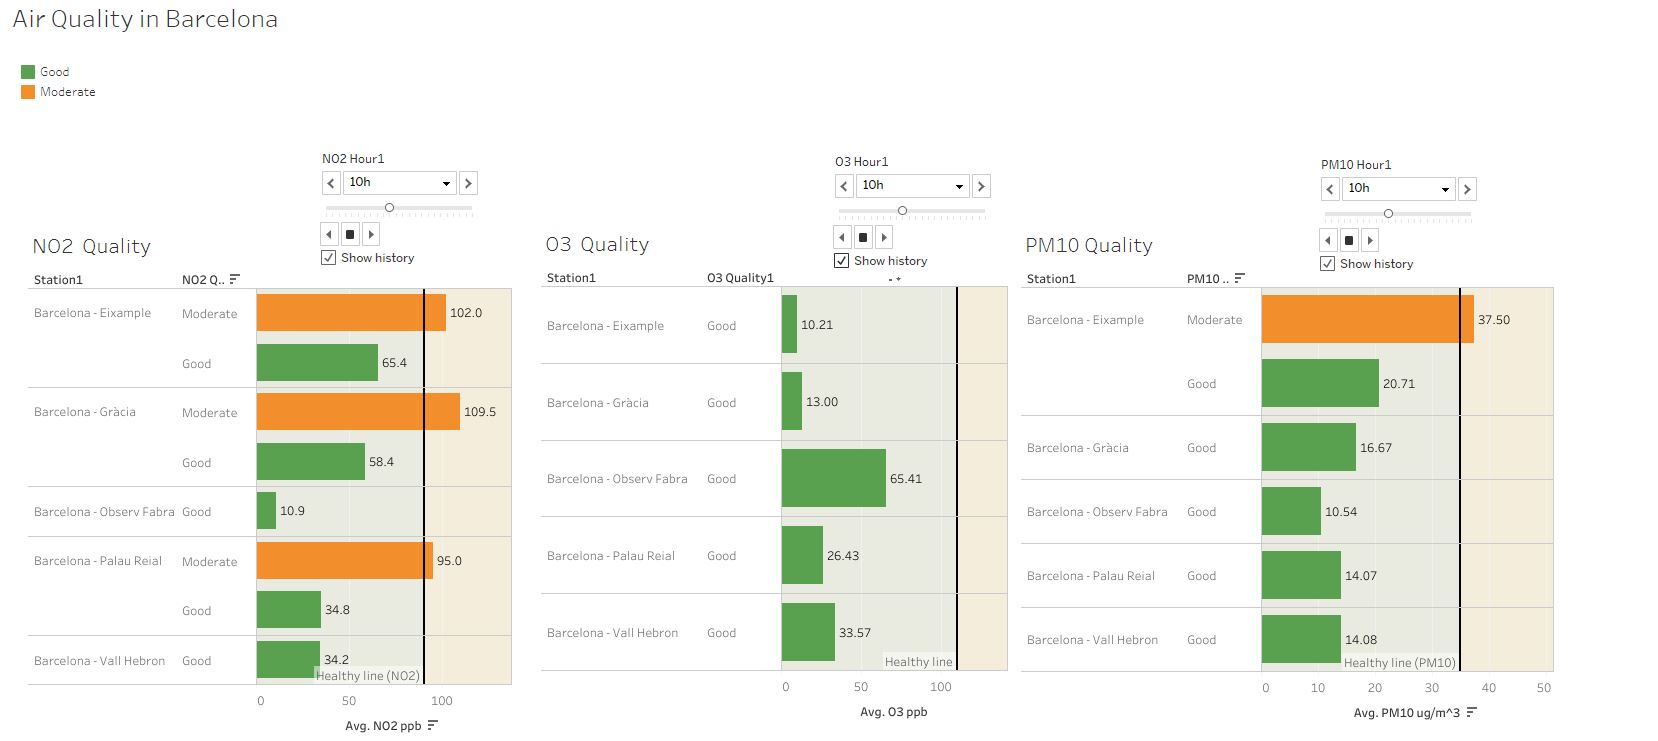 Air Quality in Barcelona
Good
Moderate
NO2 Hour1
10h
Show history
NO2 Quality
Station1 NO2 Q..
Barcelona - Eixample Moderate 102.0
Good 65.4
Barcelona - Gràcia Moderate 109.5
Good 58.4
Barcelona - Observ Fabra Good 10.9
Barcelona - Palau Reial Moderate 95.0
Good 34.8
Barcelona - Vall Hebron Good 34.2
Healthy line (NO2)
0 50 100
Avg. NO2 ppb
O3 Hour1
10h
Show history
O3 Quality
Station1 O3 Quality1
Barcelona - Eixample Good 10.21
Barcelona - Gràcia Good 13.00
Barcelona - Observ Fabra Good 65.41
Barcelona - Palau Reial Good 26.43
Barcelona - Vall Hebron Good 33.57
Healthy line
0 50 100
Avg. O3 ppb
PM10 Hour1
10h
Show history
PM10 Quality
Station1 PM10 ..
Barcelona - Eixample Moderate 37.50
Good 20.71
Barcelona - Gràcia Good 16.67
Barcelona - Observ Fabra Good 10.54
Barcelona - Palau Reial Good 14.07
Barcelona - Vall Hebron Good 14.08
Healthy line (PM10)
0 10 20 30 40 50
Avg. PM10 ug/m^3